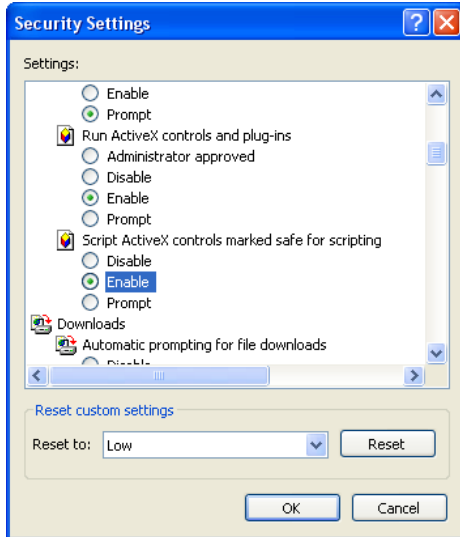 Security Settings
Settings:
Enable
Prompt
Run ActiveX controls and plug-ins
Administrator approved
Disable
Enable
Prompt
Script ActiveX controls marked safe for scripting
Disable
Enable
Prompt
Downloads
Automatic prompting for file downloads
Disable
Reset custom settings
Reset to: Low Reset
OK Cancel